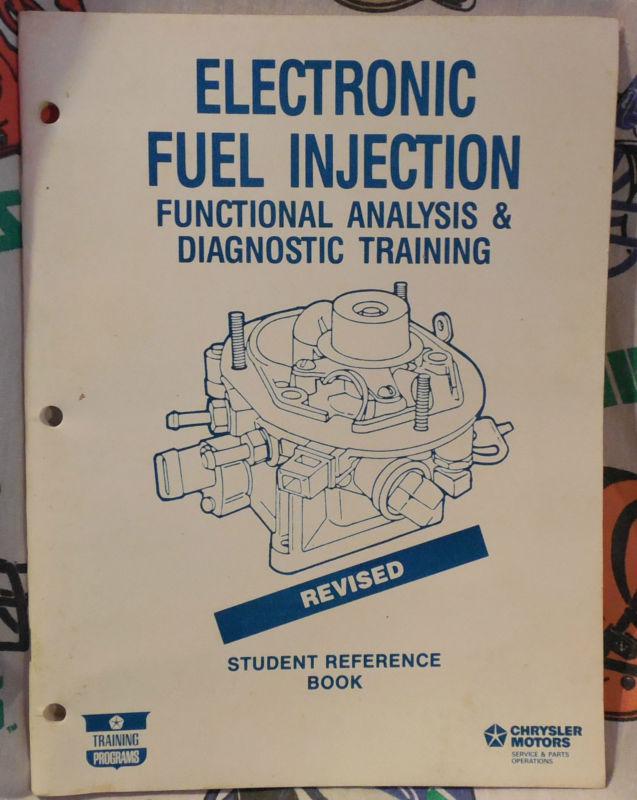 ELECTRONIC
FUEL INJECTION
FUNCTIONAL ANALYSIS &
DIAGNOSTIC TRAINING
REVISED
STUDENT REFERENCE
BOOK
TRAINING
PROGRAMS
CHRYSLER
MOTORS
SERVICE & PARTS
OPERATIONS